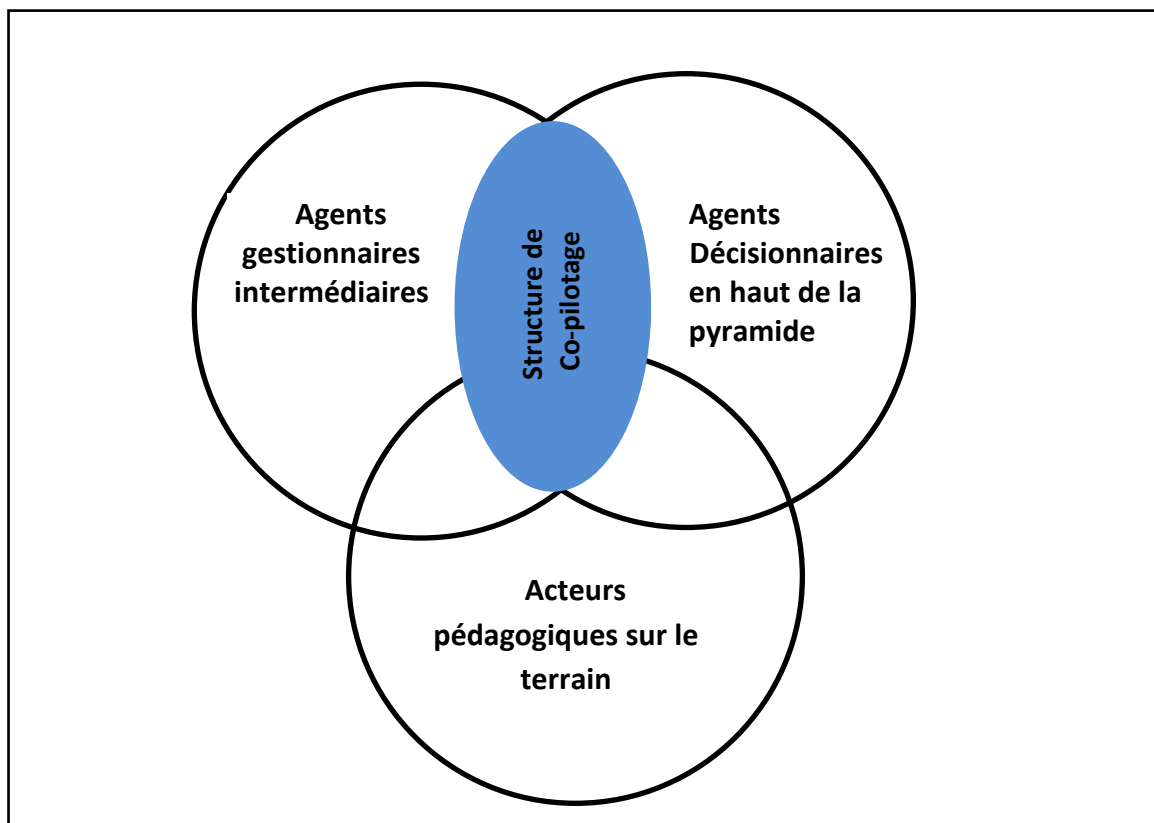 Agents
gestionnaires
intermédiaires
Structure de
Co-pilotage
Agents
Décisionnaires
en haut de la
pyramide
Acteurs
pédagogiques sur le
terrain